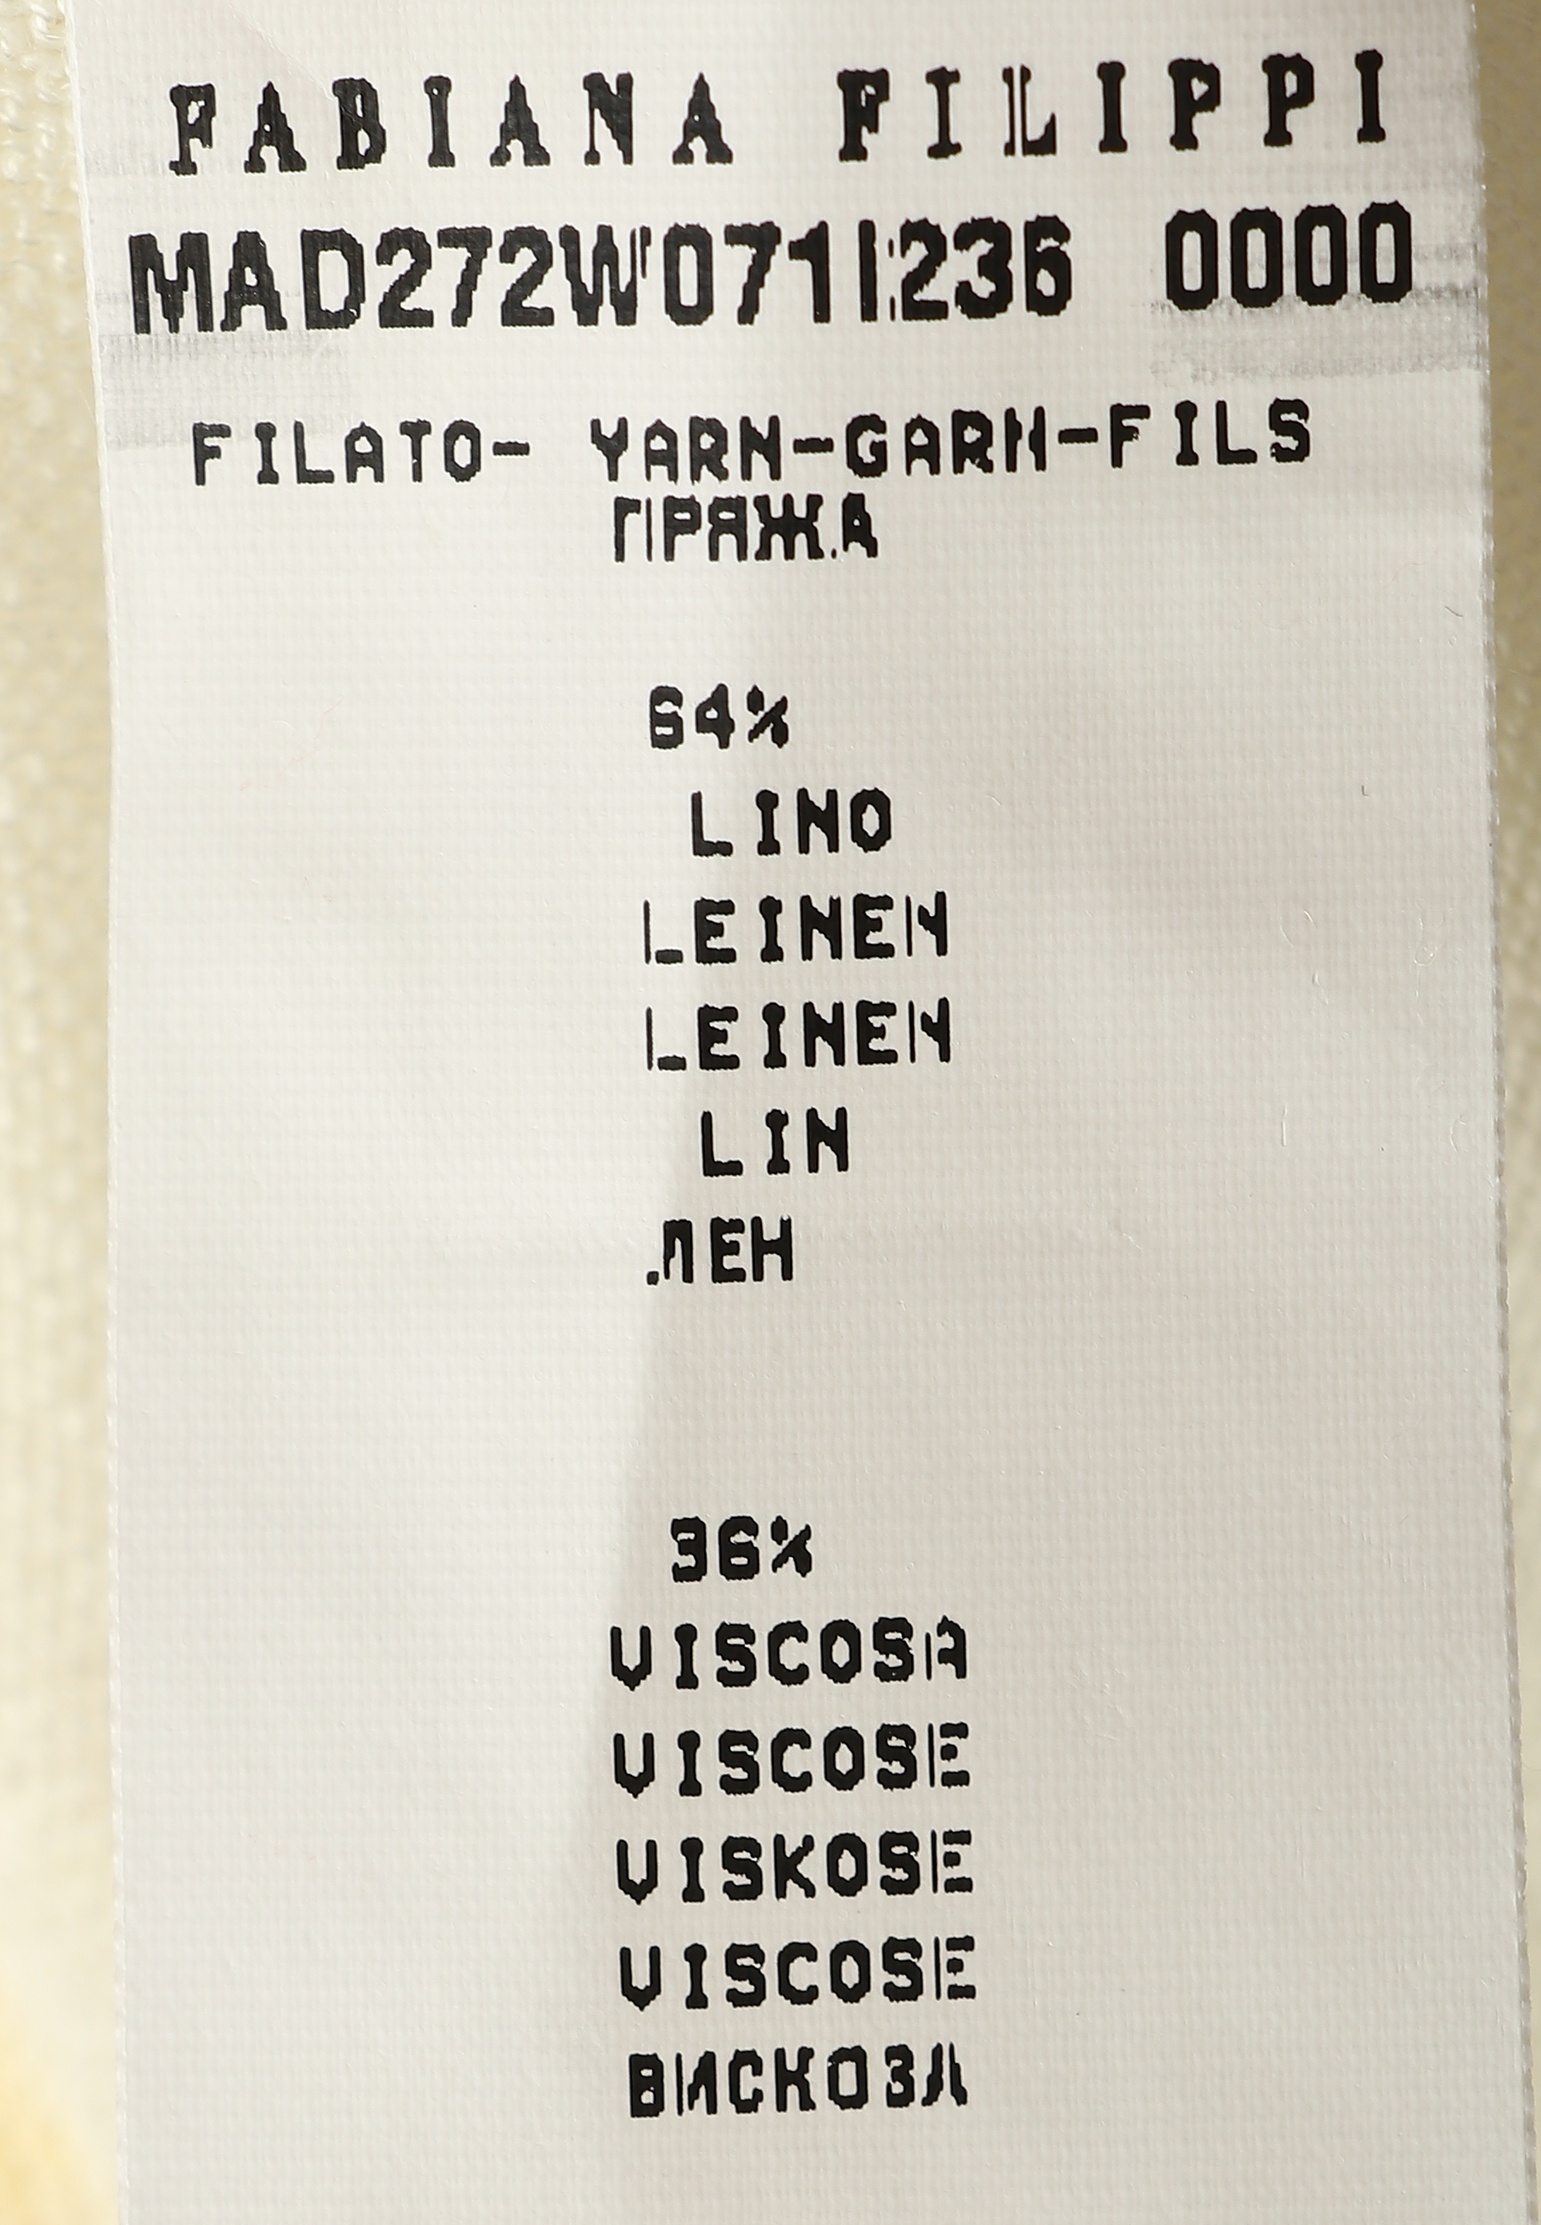 FABIANA FILIPPI
MAD272W071I236 0000
FILATO- YARN-GARN-FILS
ПРЯЖА
64%
LINO
LEINEN
LEINEN
LIN
ЛЕН
36%
VISCOSA
VISCOSE
VISKOSE
VISCOSE
ВИСКОЗА